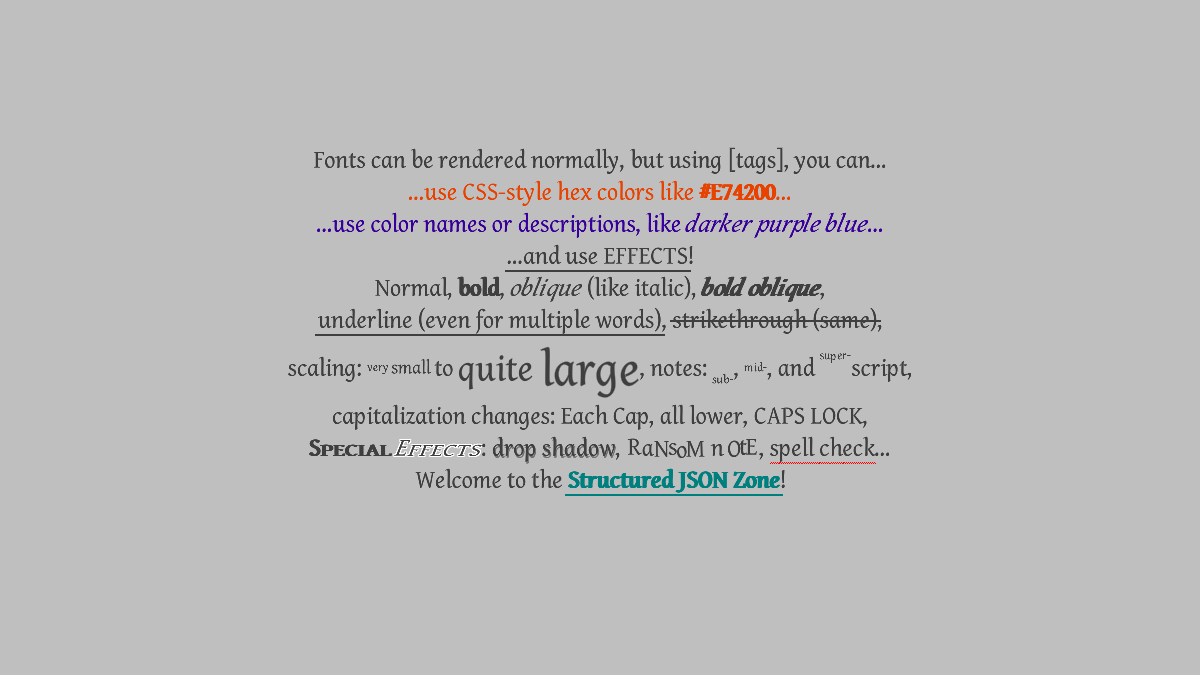 Fonts can be rendered normally, but using [tags], you can...
...use CSS-style hex colors like #E74200...
...use color names or descriptions, like darker purple blue...
...and use EFFECTS!
Normal, bold, oblique (like italic), bold oblique,
underline (even for multiple words), strikethrough (same),
scaling: very small to quite large, notes: sub-, mid-, and super-script,
capitalization changes: Each Cap, all lower, CAPS LOCK,
Special Effects: drop shadow, RaNsoM n OtE, spell check...
Welcome to the Structured JSON Zone!